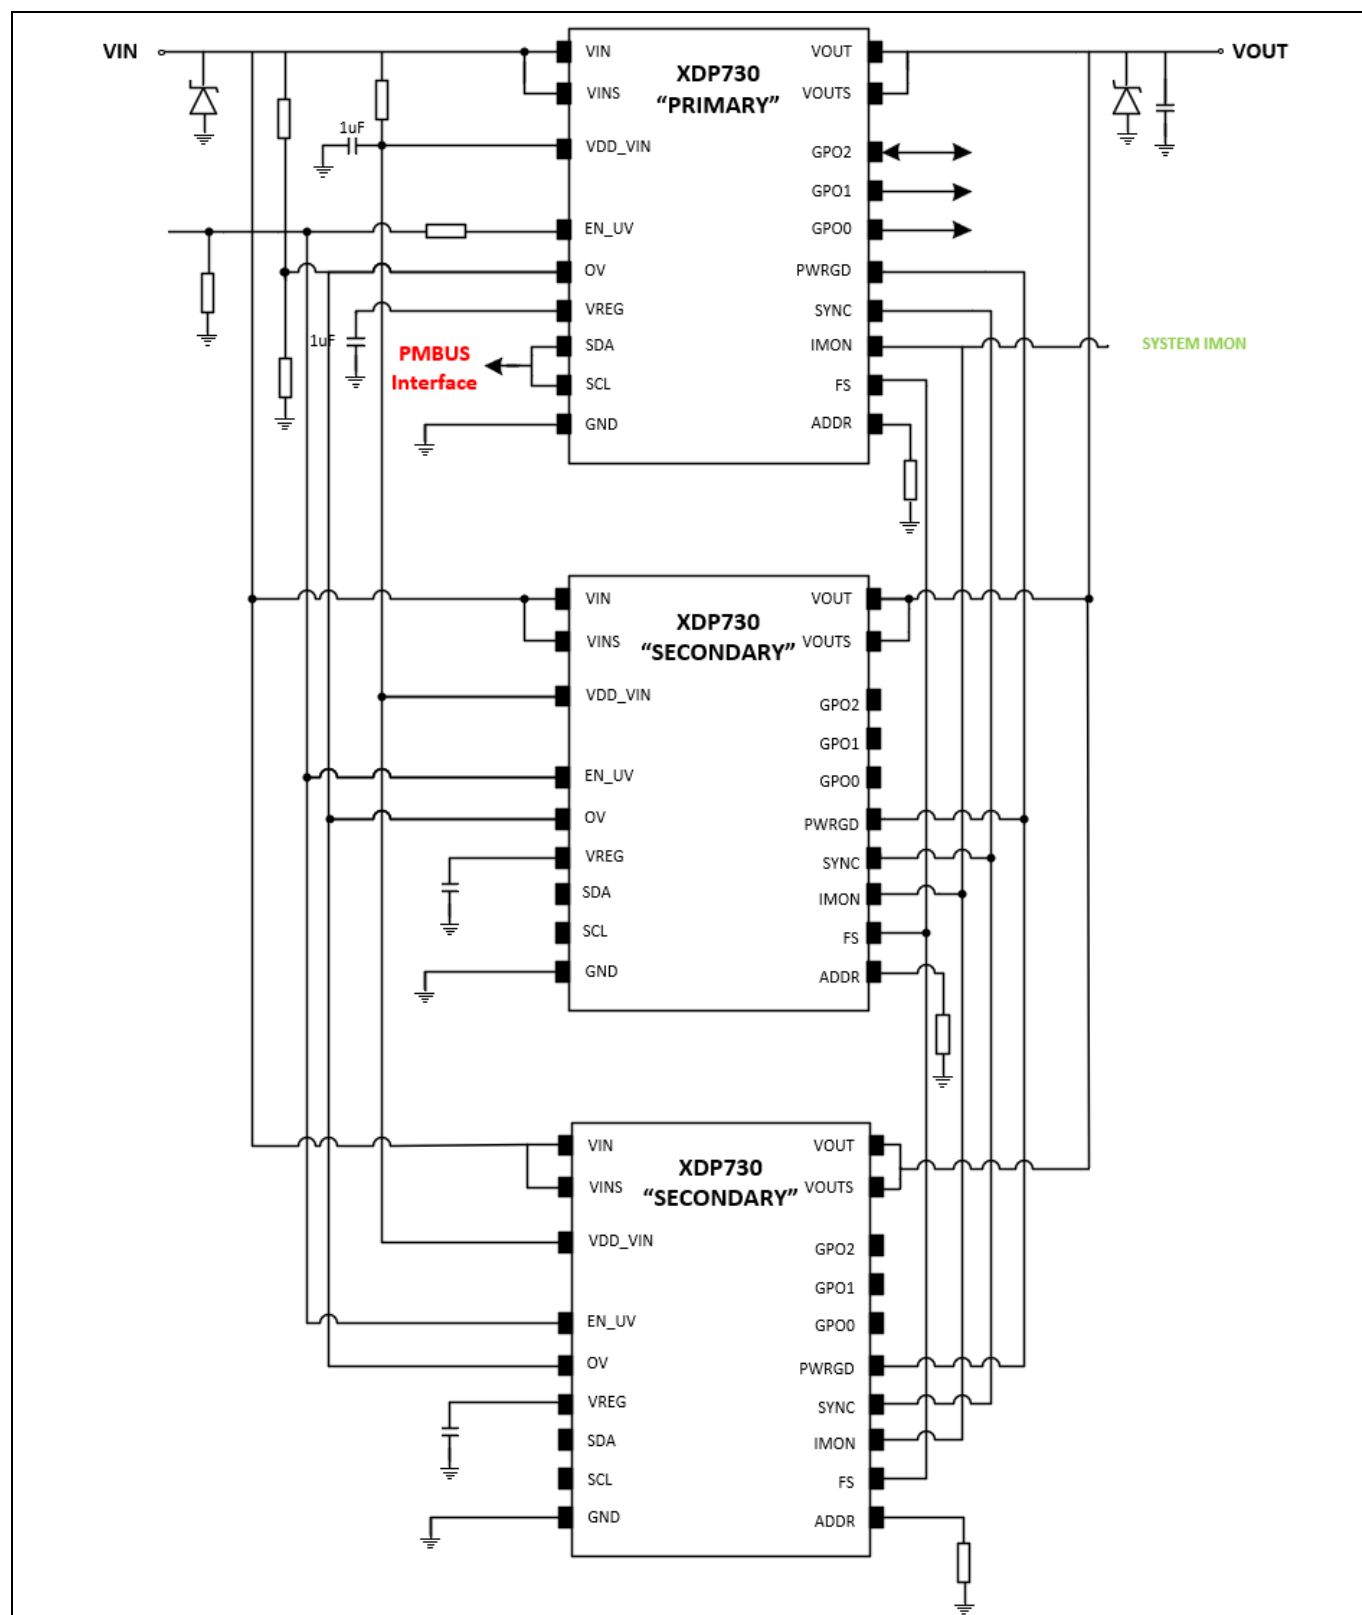 VIN
VOUT
XDP730
“PRIMARY”
VIN
VINS
VDD_VIN
EN_UV
OV
VREG
SDA
SCL
GND
VOUT
VOUTS
GPO2
GPO1
GPO0
PWRGD
SYNC
IMON
FS
ADDR
1uF
1uF
PMBUS
Interface
SYSTEM IMON
XDP730
“SECONDARY”
VIN
VINS
VDD_VIN
EN_UV
OV
VREG
SDA
SCL
GND
VOUT
VOUTS
GPO2
GPO1
GPO0
PWRGD
SYNC
IMON
FS
ADDR
XDP730
“SECONDARY”
VIN
VINS
VDD_VIN
EN_UV
OV
VREG
SDA
SCL
GND
VOUT
VOUTS
GPO2
GPO1
GPO0
PWRGD
SYNC
IMON
FS
ADDR